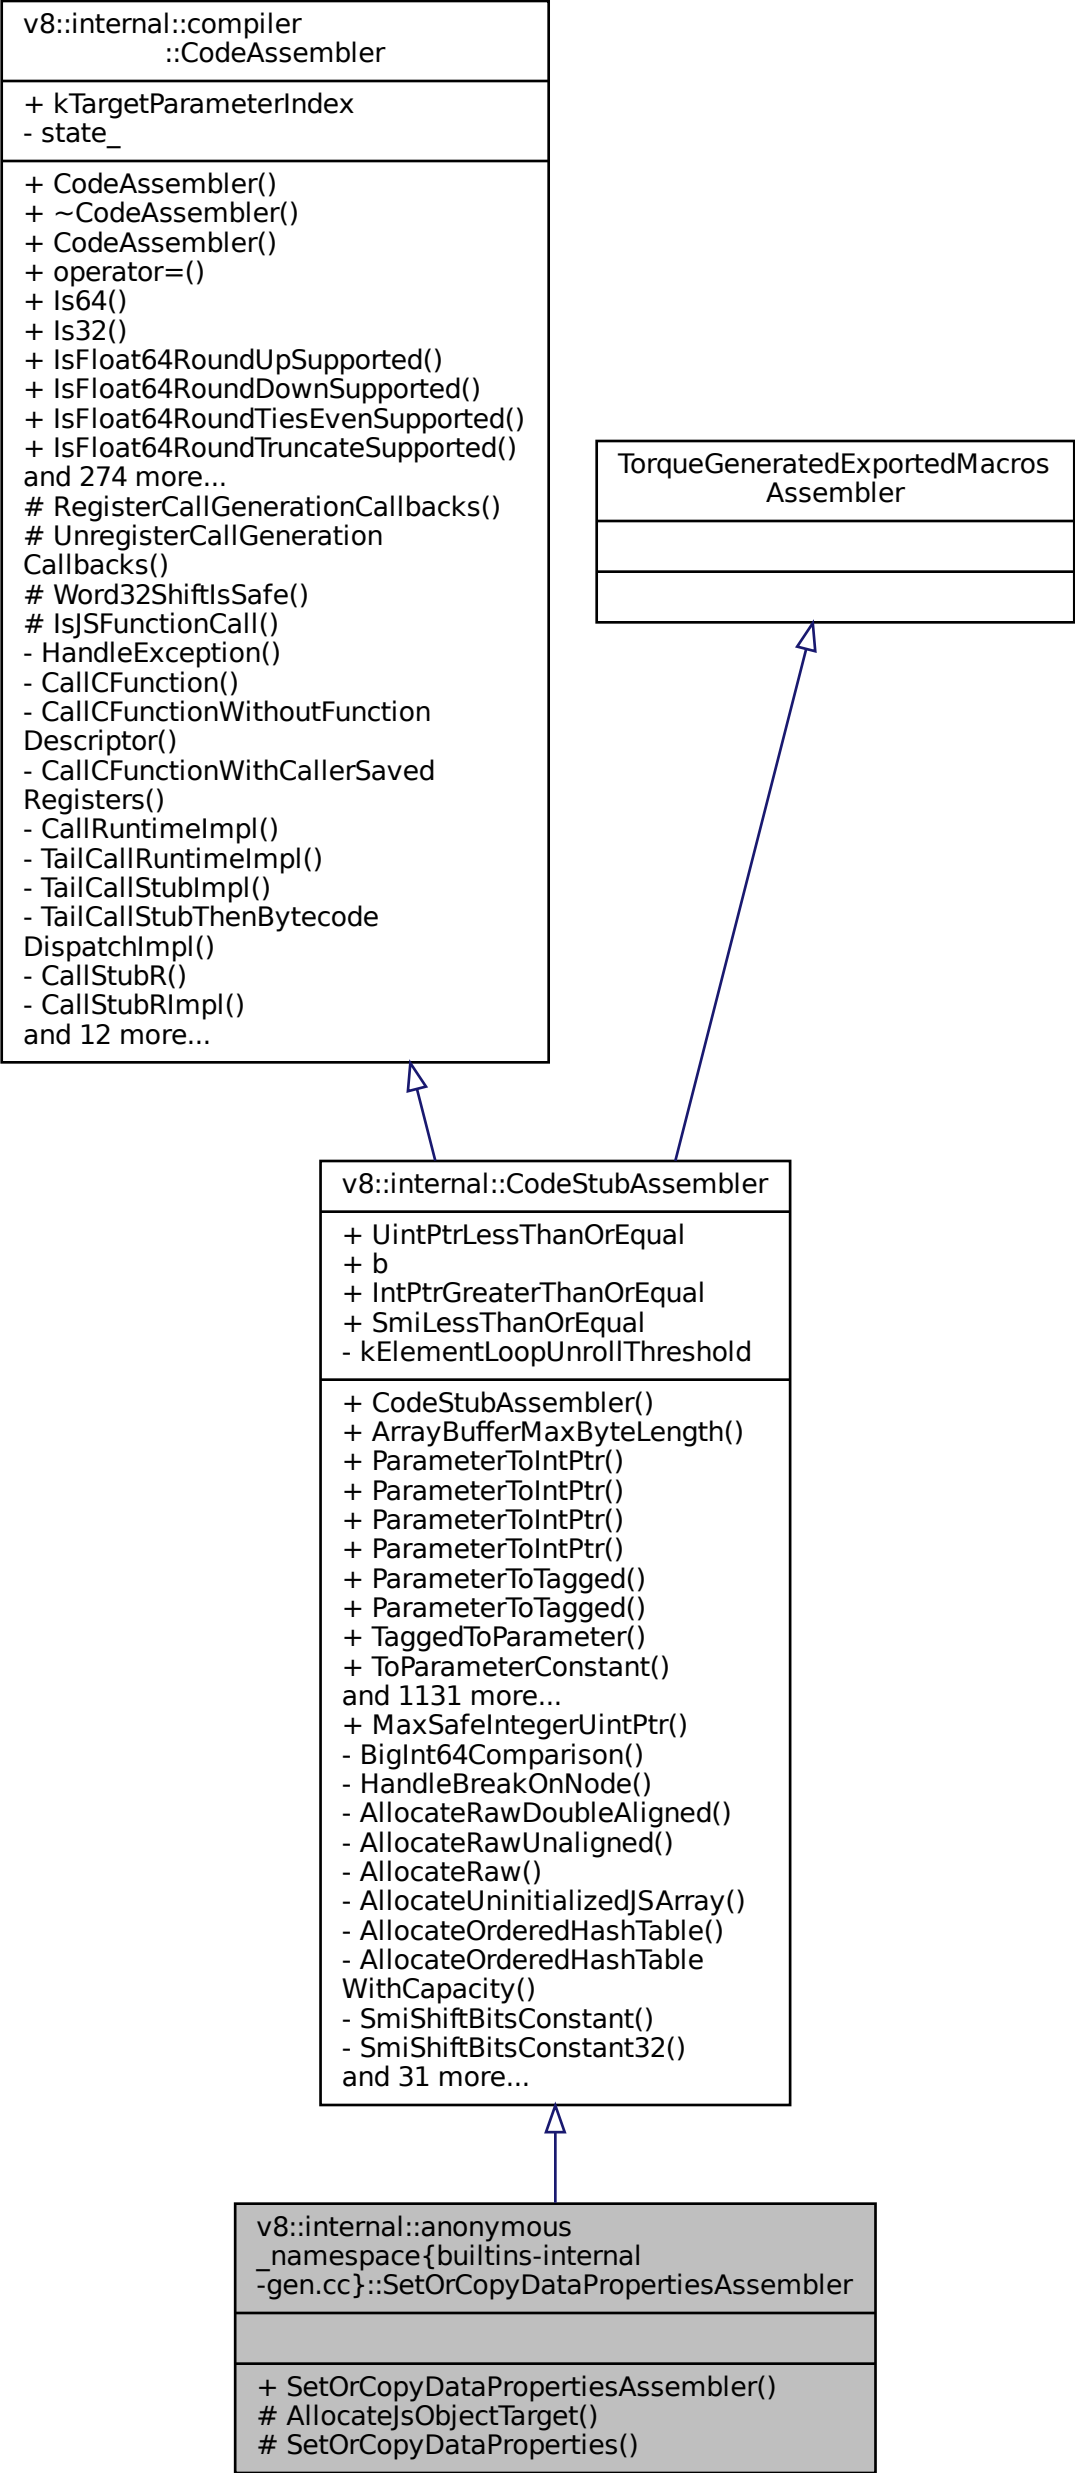 v8::internal::compiler
::CodeAssembler
+ kTargetParameterIndex
- state_
+ CodeAssembler()
+ ~CodeAssembler()
+ CodeAssembler()
+ operator=()
+ Is64()
+ Is32()
+ IsFloat64RoundUpSupported()
+ IsFloat64RoundDownSupported()
+ IsFloat64RoundTiesEvenSupported()
+ IsFloat64RoundTruncateSupported()
and 274 more...
# RegisterCallGenerationCallbacks()
# UnregisterCallGeneration
Callbacks()
# Word32ShiftIsSafe()
# IsJSFunctionCall()
- HandleException()
- CallCFunction()
- CallCFunctionWithoutFunction
Descriptor()
- CallCFunctionWithCallerSaved
Registers()
- CallRuntimeImpl()
- TailCallRuntimeImpl()
- TailCallStubImpl()
- TailCallStubThenBytecode
DispatchImpl()
- CallStubR()
- CallStubRImpl()
and 12 more...
TorqueGeneratedExportedMacros
Assembler
v8::internal::CodeStubAssembler
+ UintPtrLessThanOrEqual
+ b
+ IntPtrGreaterThanOrEqual
+ SmiLessThanOrEqual
- kElementLoopUnrollThreshold
+ CodeStubAssembler()
+ ArrayBufferMaxByteLength()
+ ParameterToIntPtr()
+ ParameterToIntPtr()
+ ParameterToIntPtr()
+ ParameterToIntPtr()
+ ParameterToTagged()
+ ParameterToTagged()
+ TaggedToParameter()
+ ToParameterConstant()
and 1131 more...
+ MaxSafeIntegerUintPtr()
- BigInt64Comparison()
- HandleBreakOnNode()
- AllocateRawDoubleAligned()
- AllocateRawUnaligned()
- AllocateRaw()
- AllocateUninitializedJSArray()
- AllocateOrderedHashTable()
- AllocateOrderedHashTable
WithCapacity()
- SmiShiftBitsConstant()
- SmiShiftBitsConstant32()
and 31 more...
v8::internal::anonymous
_namespace{builtins-internal
-gen.cc}::SetOrCopyDataPropertiesAssembler
+ SetOrCopyDataPropertiesAssembler()
# AllocateJsObjectTarget()
# SetOrCopyDataProperties()